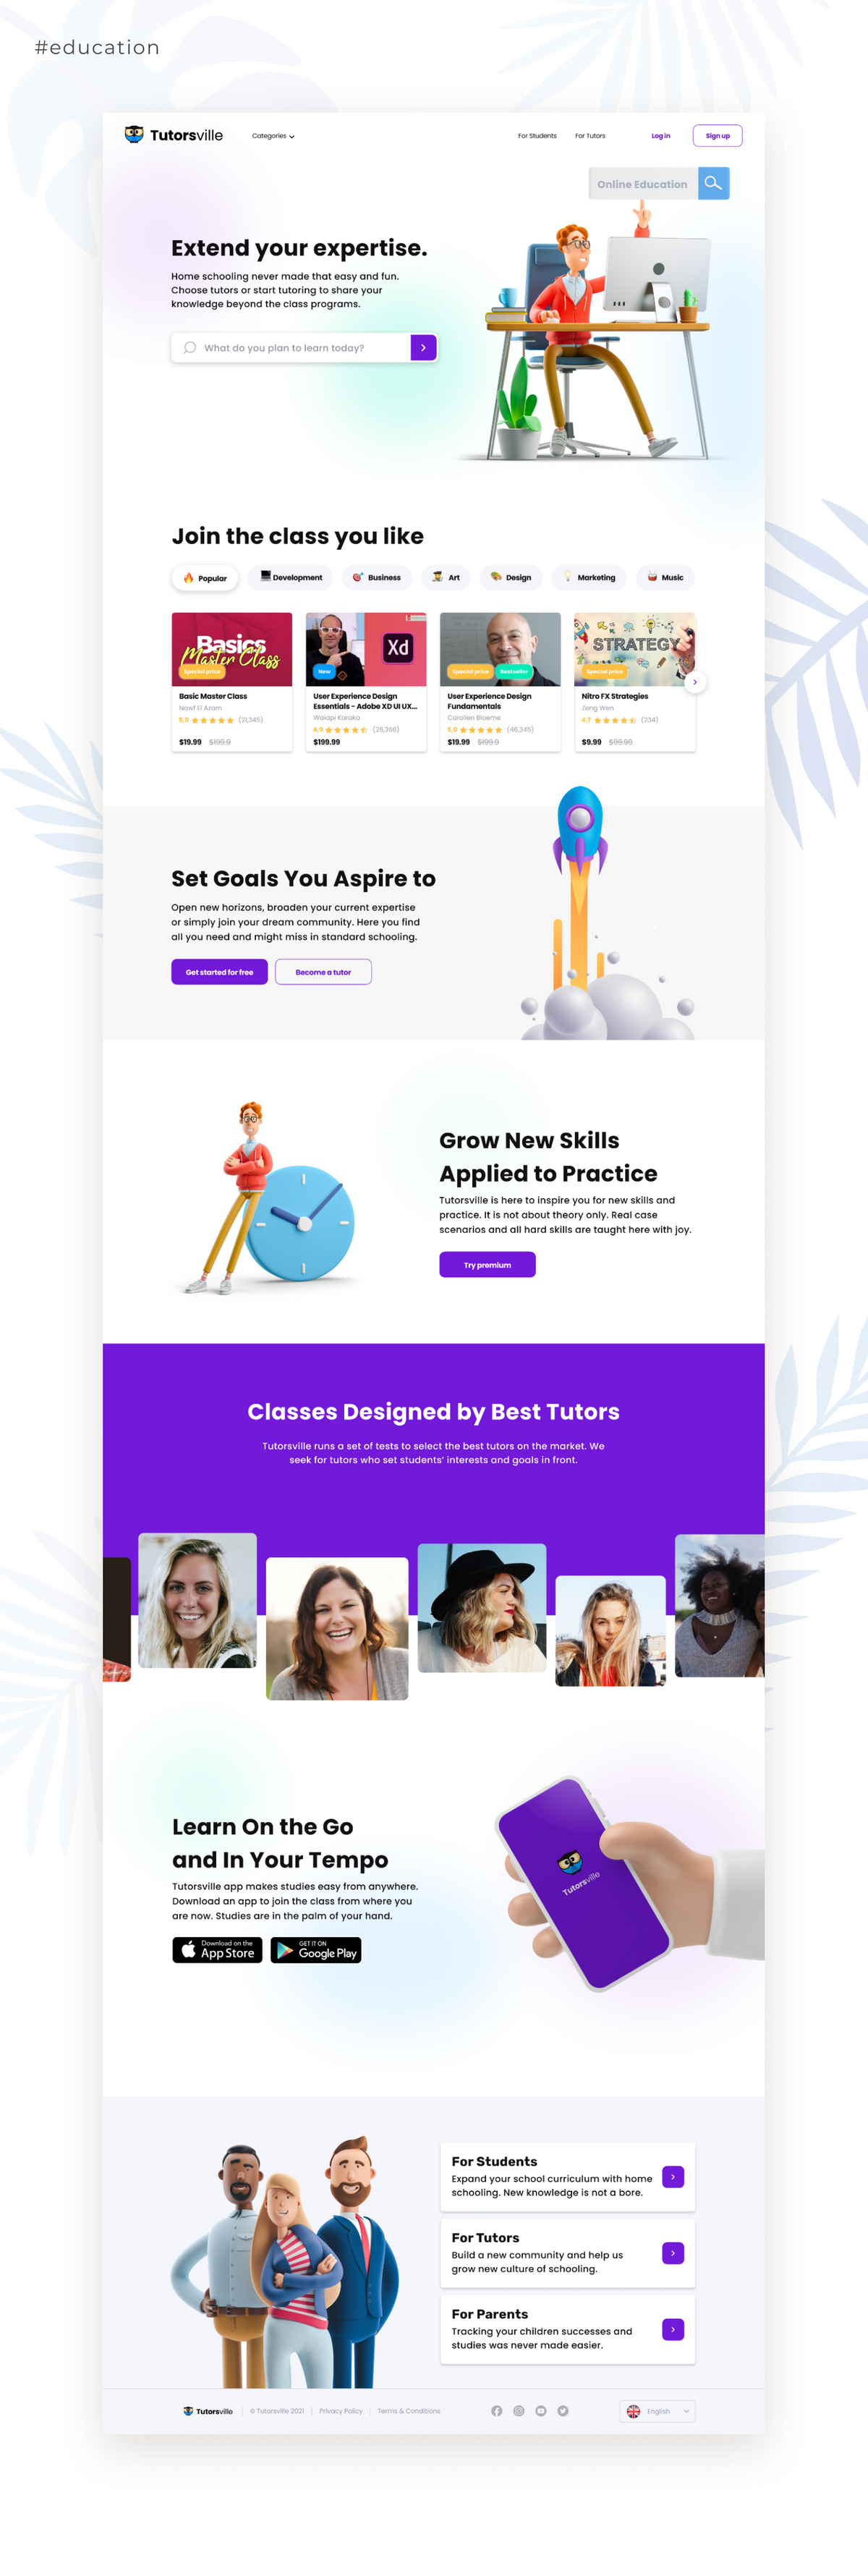 #education
Tutorsville
Categories
For Students
For Tutors
Log in
Sign up
Online Education
Extend your expertise.
Home schooling never made that easy and fun.
Choose tutors or start tutoring to share your
knowledge beyond the class programs.
What do you plan to learn today?
Join the class you like
Popular
Development
Business
Art
Design
Marketing
Music
Basics
Master Class
Special price
Basic Master Class
Nawf El Azam
5,0 (21,345)
$19.99 $199.9
Xd
New
User Experience Design
Essentials - Adobe XD UI UX...
Waiapi Karaka
4,9 (25,366)
$199.99
Special price
Bestseller
User Experience Design
Fundamentals
Carolien Bloeme
5,0 (46,345)
$19.99 $199.9
STRATEGY
Special price
Nitro FX Strategies
Zeng Wen
4,7 (234)
$9.99 $99.99
Set Goals You Aspire to
Open new horizons, broaden your current expertise
or simply join your dream community. Here you find
all you need and might miss in standard schooling.
Get started for free
Become a tutor
Grow New Skills
Applied to Practice
Tutorsville is here to inspire you for new skills and
practice. It is not about theory only. Real case
scenarios and all hard skills are taught here with joy.
Try premium
Classes Designed by Best Tutors
Tutorsville runs a set of tests to select the best tutors on the market. We
seek for tutors who set students' interests and goals in front.
Learn On the Go
and In Your Tempo
Tutorsville app makes studies easy from anywhere.
Download an app to join the class from where you
are now. Studies are in the palm of your hand.
Download on the
App Store
GET IT ON
Google Play
Tutorsville
For Students
Expand your school curriculum with home
schooling. New knowledge is not a bore.
For Tutors
Build a new community and help us
grow new culture of schooling.
For Parents
Tracking your children successes and
studies was never made easier.
Tutorsville
© Tutorsville 2021
Privacy Policy
Terms & Conditions
English